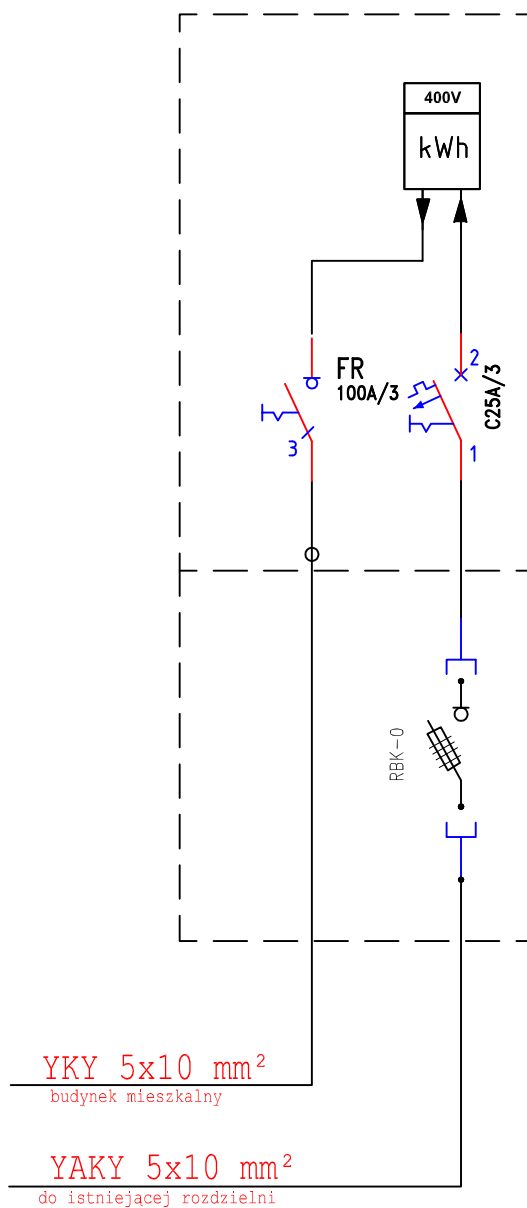 400V
kWh
FR
100A/3
2
C25A/3
3
1
RBK-0
YKY 5x10 mm²
budynek mieszkalny
YAKY 5x10 mm²
do istniejącej rozdzielni